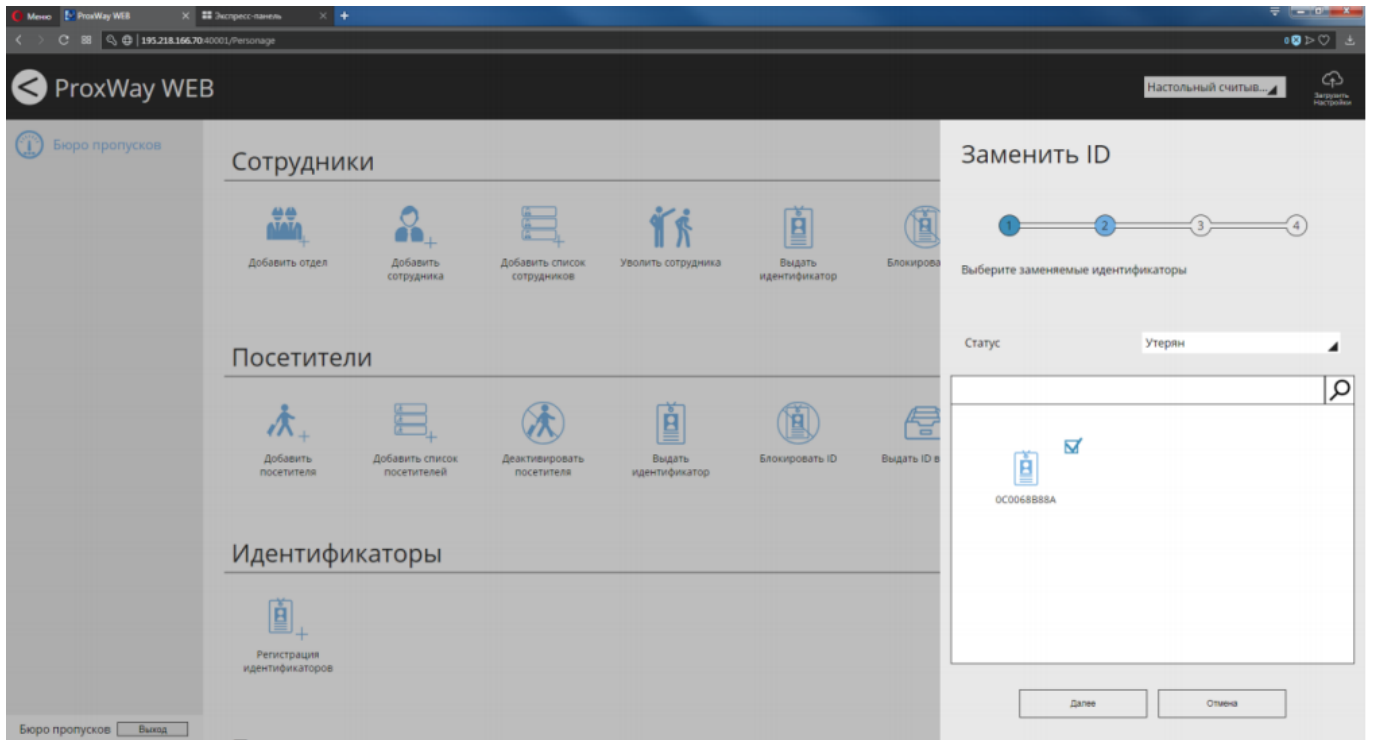 Меню ProxWay WEB Экспресс-панель
195.218.166.70:40001/Personage 0
ProxWay WEB
Настольный считыв...
Загрузить
Настройки
Бюро пропусков
Сотрудники
Добавить отдел
Добавить
сотрудника
Добавить список
сотрудников
Уволить сотрудника
Выдать
идентификатор
Блокирова
Посетители
Добавить
посетителя
Добавить список
посетителей
Деактивировать
посетителя
Выдать
идентификатор
Блокировать ID
Выдать ID в
Идентификаторы
Регистрация
идентификаторов
Бюро пропусков Выход
Заменить ID
1 2 3 4
Выберите заменяемые идентификаторы
Статус Утерян
0C0068B88A
Далее Отмена